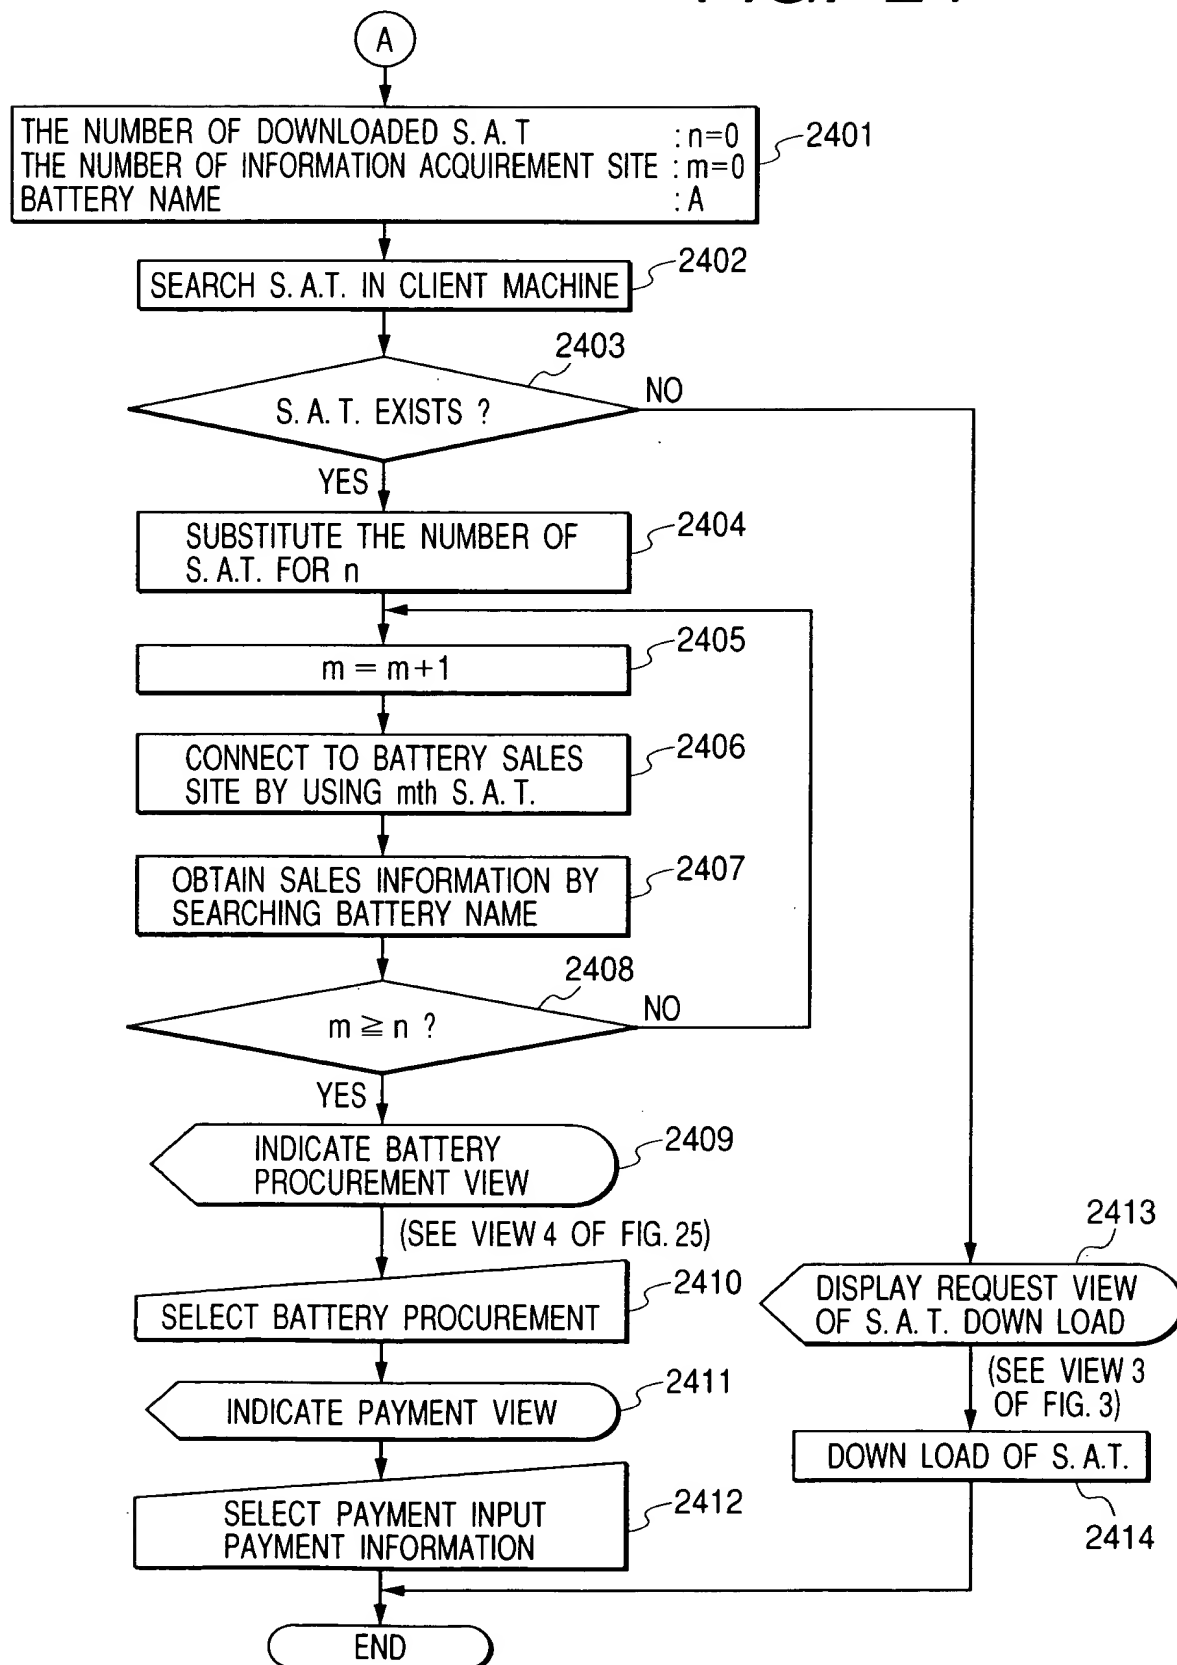 A
THE NUMBER OF DOWNLOADED S.A.T :n=0
THE NUMBER OF INFORMATION ACQUIREMENT SITE :m=0
BATTERY NAME :A
2401
SEARCH S.A.T. IN CLIENT MACHINE
2402
S.A.T. EXISTS ?
2403
NO
YES
SUBSTITUTE THE NUMBER OF
S.A.T. FOR n
2404
m = m+1
2405
CONNECT TO BATTERY SALES
SITE BY USING mth S.A.T.
2406
OBTAIN SALES INFORMATION BY
SEARCHING BATTERY NAME
2407
m ≧ n ?
2408
NO
YES
INDICATE BATTERY
PROCUREMENT VIEW
2409
(SEE VIEW 4 OF FIG. 25)
SELECT BATTERY PROCUREMENT
2410
INDICATE PAYMENT VIEW
2411
SELECT PAYMENT INPUT
PAYMENT INFORMATION
2412
DISPLAY REQUEST VIEW
OF S.A.T. DOWN LOAD
2413
(SEE VIEW 3
OF FIG. 3)
DOWN LOAD OF S.A.T.
2414
END